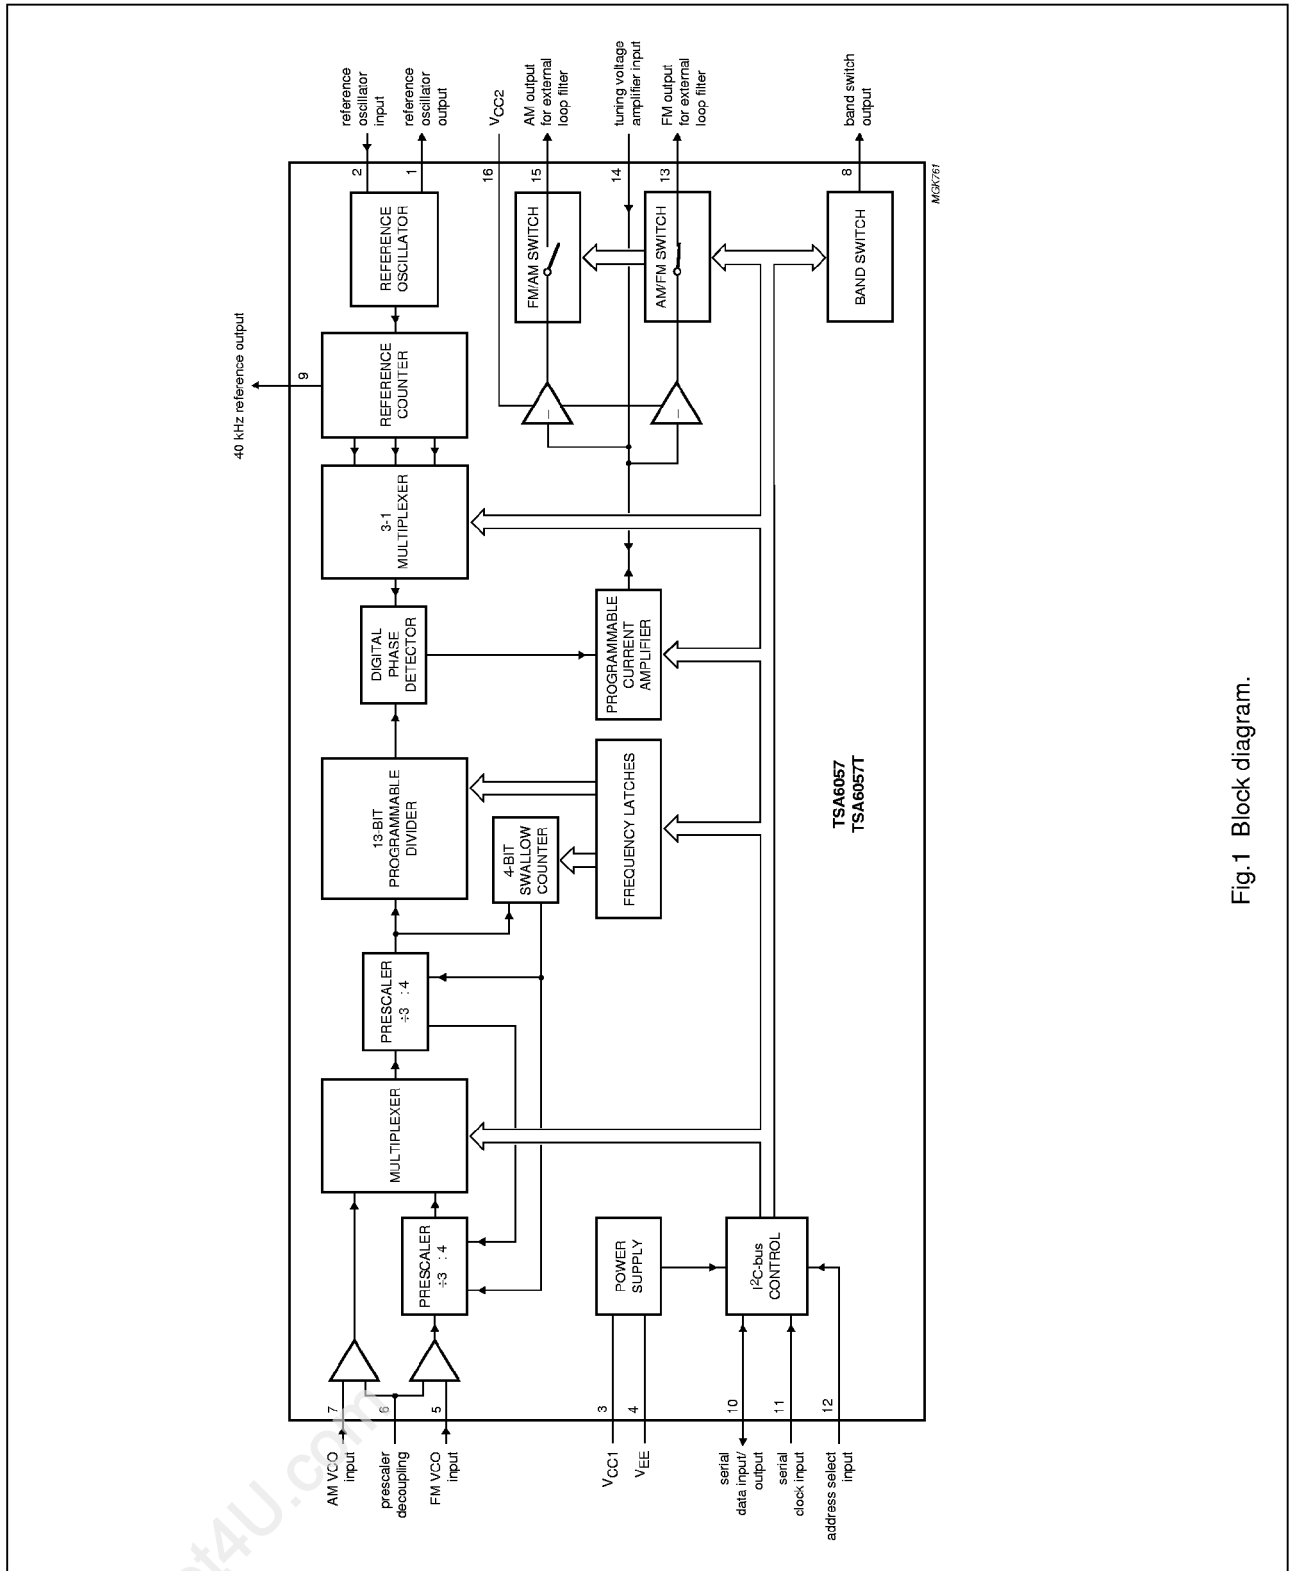 40 kHz reference output
9
reference
oscillator
input
2
reference
oscillator
output
1
VCC2
16
AM output
for external
loop filter
15
tuning voltage
amplifier input
14
FM output
for external
loop filter
13
band switch
output
8
REFERENCE
OSCILLATOR
REFERENCE
COUNTER
3-1
MULTIPLEXER
DIGITAL
PHASE
DETECTOR
13-BIT
PROGRAMMABLE
DIVIDER
PRESCALER
÷3 : 4
MULTIPLEXER
PRESCALER
÷3 : 4
4-BIT
SWALLOW
COUNTER
FREQUENCY LATCHES
PROGRAMMABLE
CURRENT
AMPLIFIER
FM/AM SWITCH
AM/FM SWITCH
BAND SWITCH
POWER
SUPPLY
I²C-bus
CONTROL
AM VCO
input
7
prescaler
decoupling
6
FM VCO
input
5
VCC1
3
VEE
4
serial
data input/
output
10
serial
clock input
11
address select
input
12
TSA6057
TSA6057T
MGK761
Fig.1 Block diagram.
et4U.com